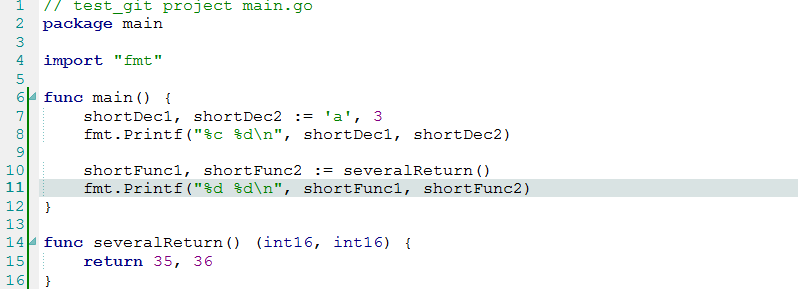 1 // test_git project main.go
2 package main
3
4 import "fmt"
5
6 func main() {
7     shortDec1, shortDec2 := 'a', 3
8     fmt.Printf("%c %d\n", shortDec1, shortDec2)
9
10     shortFunc1, shortFunc2 := severalReturn()
11     fmt.Printf("%d %d\n", shortFunc1, shortFunc2)
12 }
13
14 func severalReturn() (int16, int16) {
15     return 35, 36
16 }